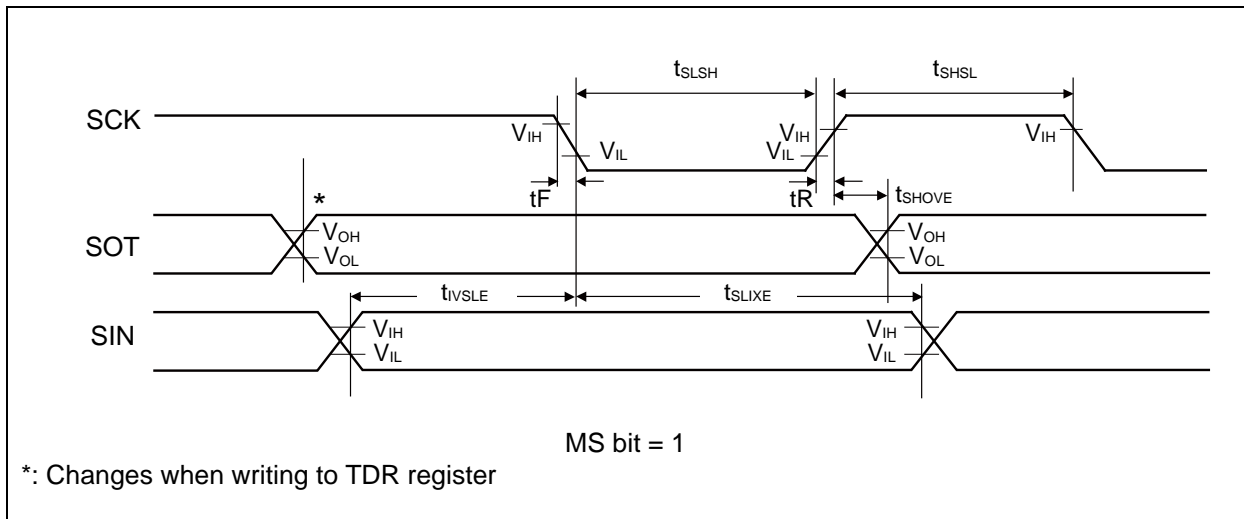 tSLSH
tSHSL
SCK
VIH
VIL
VIH
VIL
VIH
tF
tR
tSHOVE
*
SOT
VOH
VOL
VOH
VOL
tIVSLE
tSLIXE
SIN
VIH
VIL
VIH
VIL
MS bit = 1
*: Changes when writing to TDR register